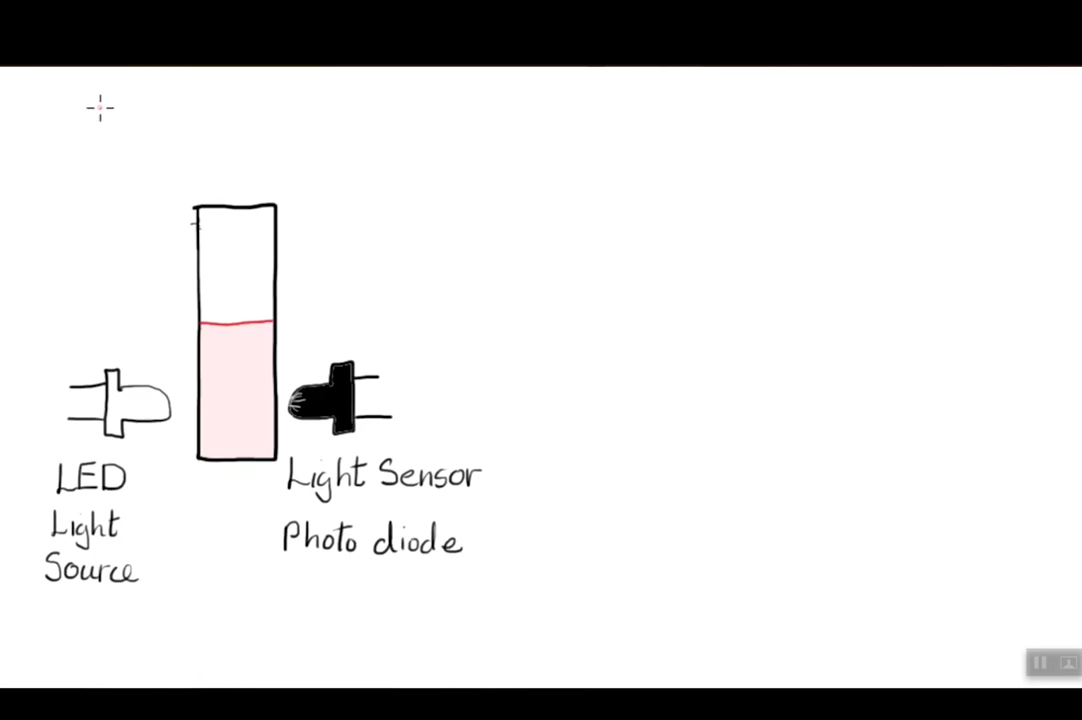 LED
Light
Source
Light Sensor
Photo diode